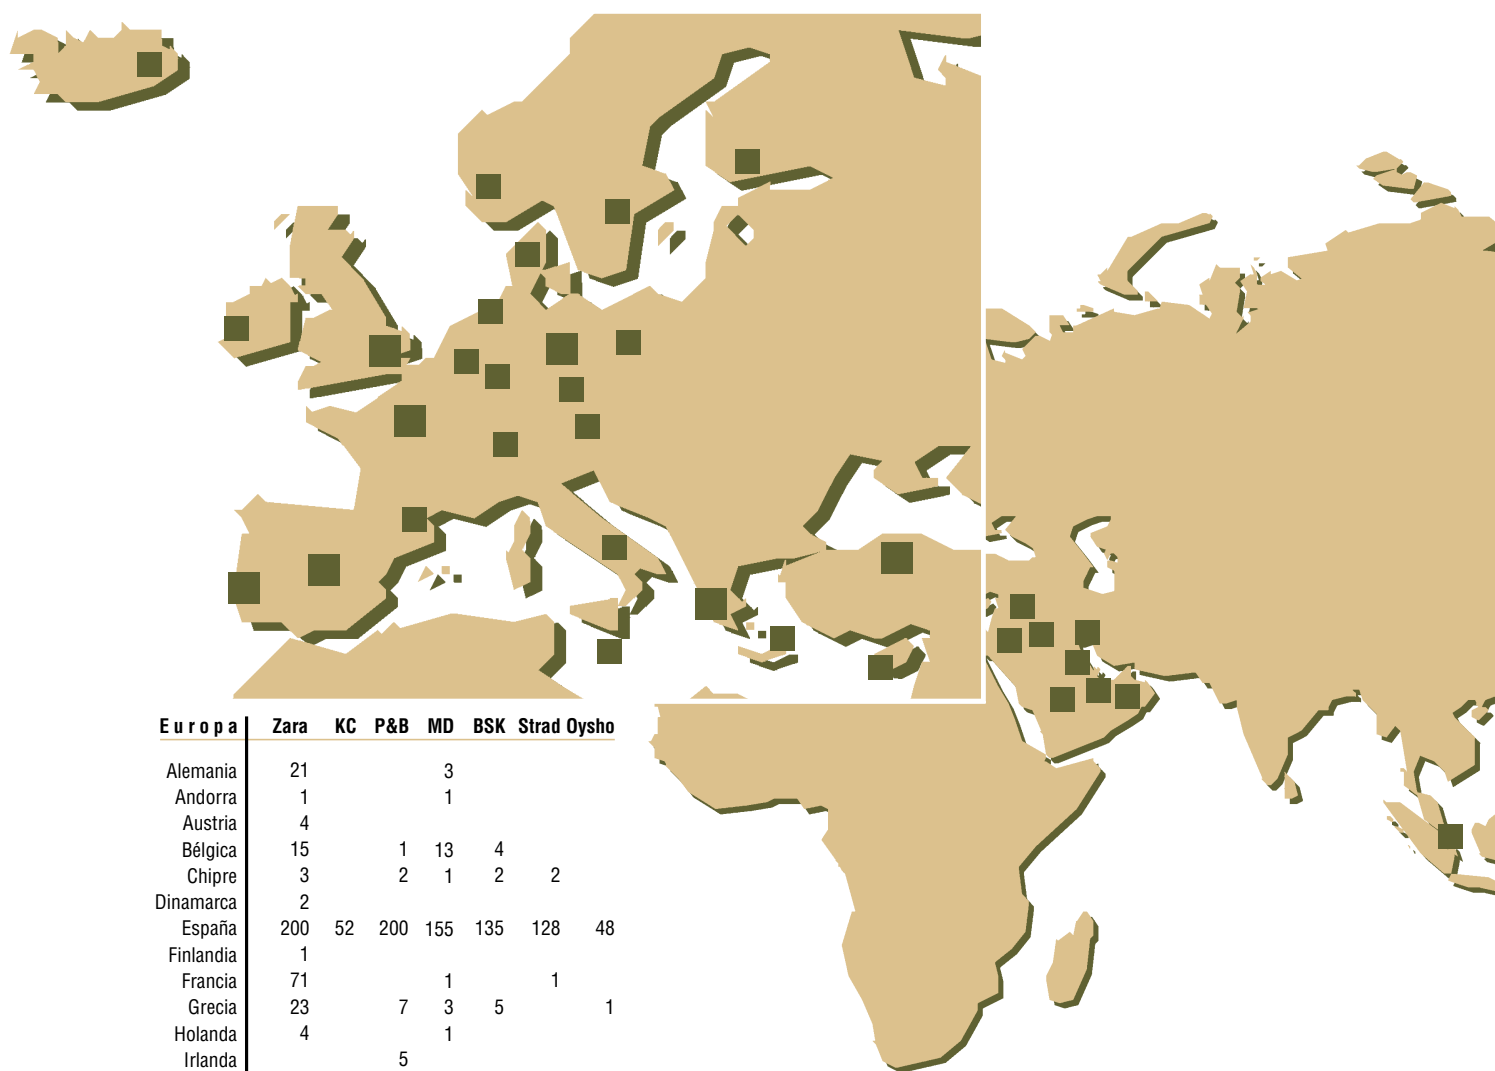 Europa Zara KC P&B MD BSK Strad Oysho
Alemania 21 3
Andorra 1 1
Austria 4
Bélgica 15 1 13 4
Chipre 3 2 1 2 2
Dinamarca 2
España 200 52 200 155 135 128 48
Finlandia 1
Francia 71 1 1
Grecia 23 7 3 5 1
Holanda 4 1
Irlanda 5